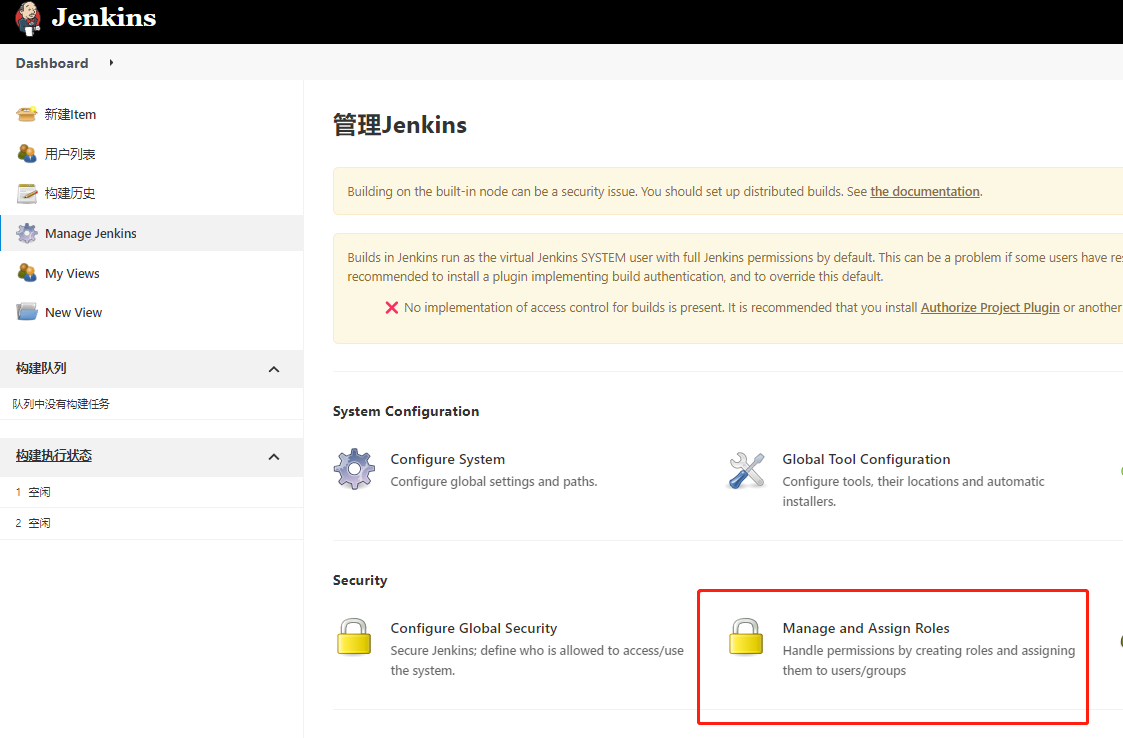 Jenkins
Dashboard
新建Item
用户列表
构建历史
Manage Jenkins
My Views
New View
构建队列
队列中没有构建任务
构建执行状态
1 空闲
2 空闲
管理Jenkins
Building on the built-in node can be a security issue. You should set up distributed builds. See the documentation.
Builds in Jenkins run as the virtual Jenkins SYSTEM user with full Jenkins permissions by default. This can be a problem if some users have
recommended to install a plugin implementing build authentication, and to override this default.
No implementation of access control for builds is present. It is recommended that you install Authorize Project Plugin or another
System Configuration
Configure System
Configure global settings and paths.
Global Tool Configuration
Configure tools, their locations and automatic
installers.
Security
Configure Global Security
Secure Jenkins; define who is allowed to access/use
the system.
Manage and Assign Roles
Handle permissions by creating roles and assigning
them to users/groups